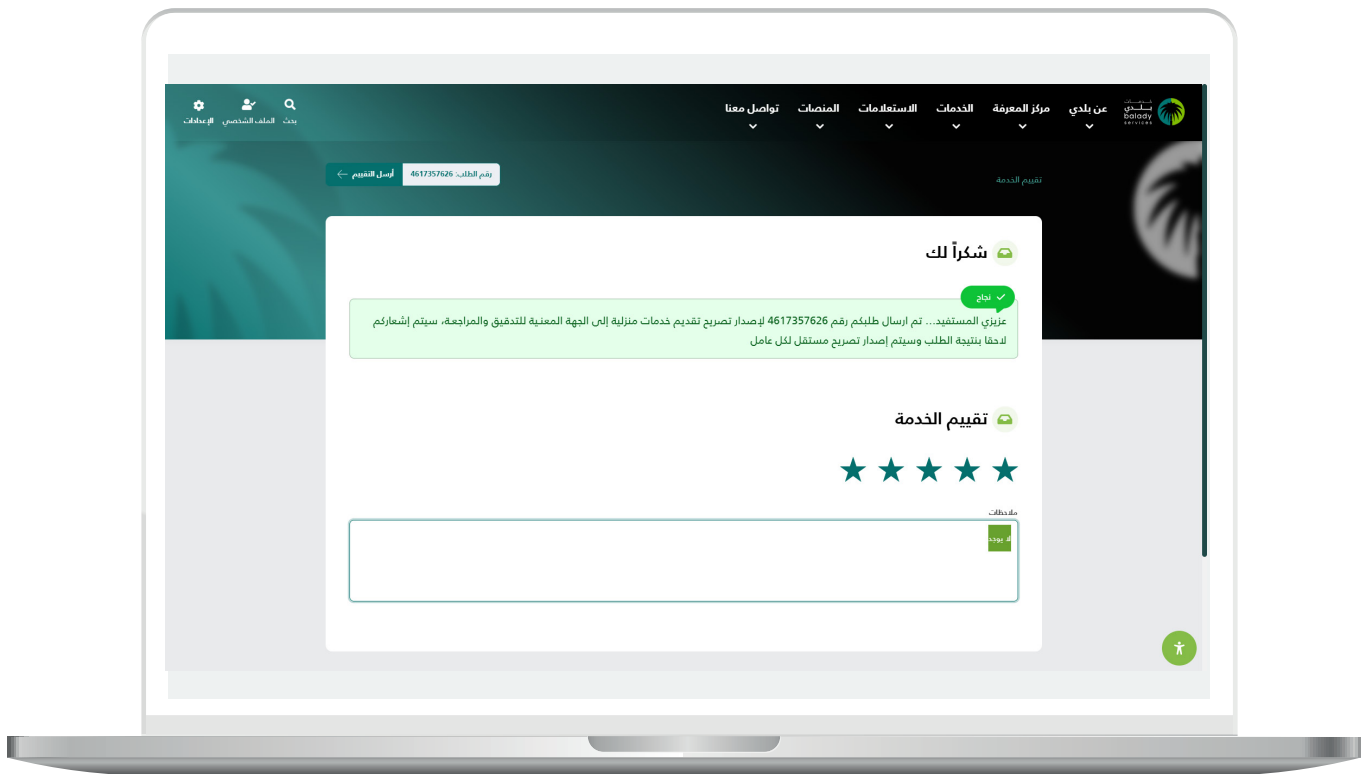 خدمات
بلدي
balady
services
عن بلدي
مركز المعرفة
الخدمات
الاستعلامات
المنصات
تواصل معنا
بحث
الملف الشخصي
الإعدادات
تقييم الخدمة
رقم الطلب: 4617357626
أرسل التقييم
شكراً لك
نجاح
عزيزي المستفيد... تم ارسال طلبكم رقم 4617357626 لإصدار تصريح تقديم خدمات منزلية إلى الجهة المعنية للتدقيق والمراجعة، سيتم إشعاركم
لاحقا بنتيجة الطلب وسيتم إصدار تصريح مستقل لكل عامل
تقييم الخدمة
ملاحظات
لا يوجد